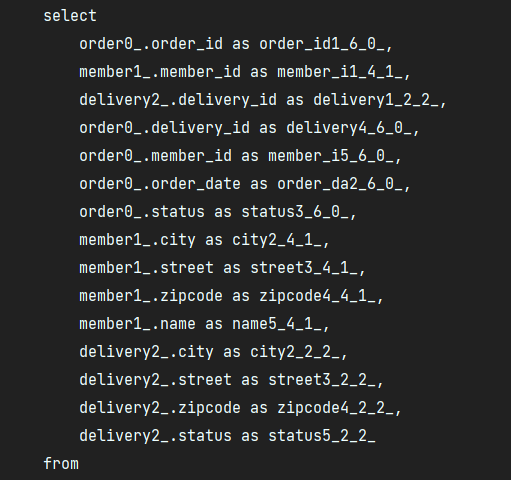 select
order0_.order_id as order_id1_6_0_,
member1_.member_id as member_i1_4_1_,
delivery2_.delivery_id as delivery1_2_2_,
order0_.delivery_id as delivery4_6_0_,
order0_.member_id as member_i5_6_0_,
order0_.order_date as order_da2_6_0_,
order0_.status as status3_6_0_,
member1_.city as city2_4_1_,
member1_.street as street3_4_1_,
member1_.zipcode as zipcode4_4_1_,
member1_.name as name5_4_1_,
delivery2_.city as city2_2_2_,
delivery2_.street as street3_2_2_,
delivery2_.zipcode as zipcode4_2_2_,
delivery2_.status as status5_2_2_
from